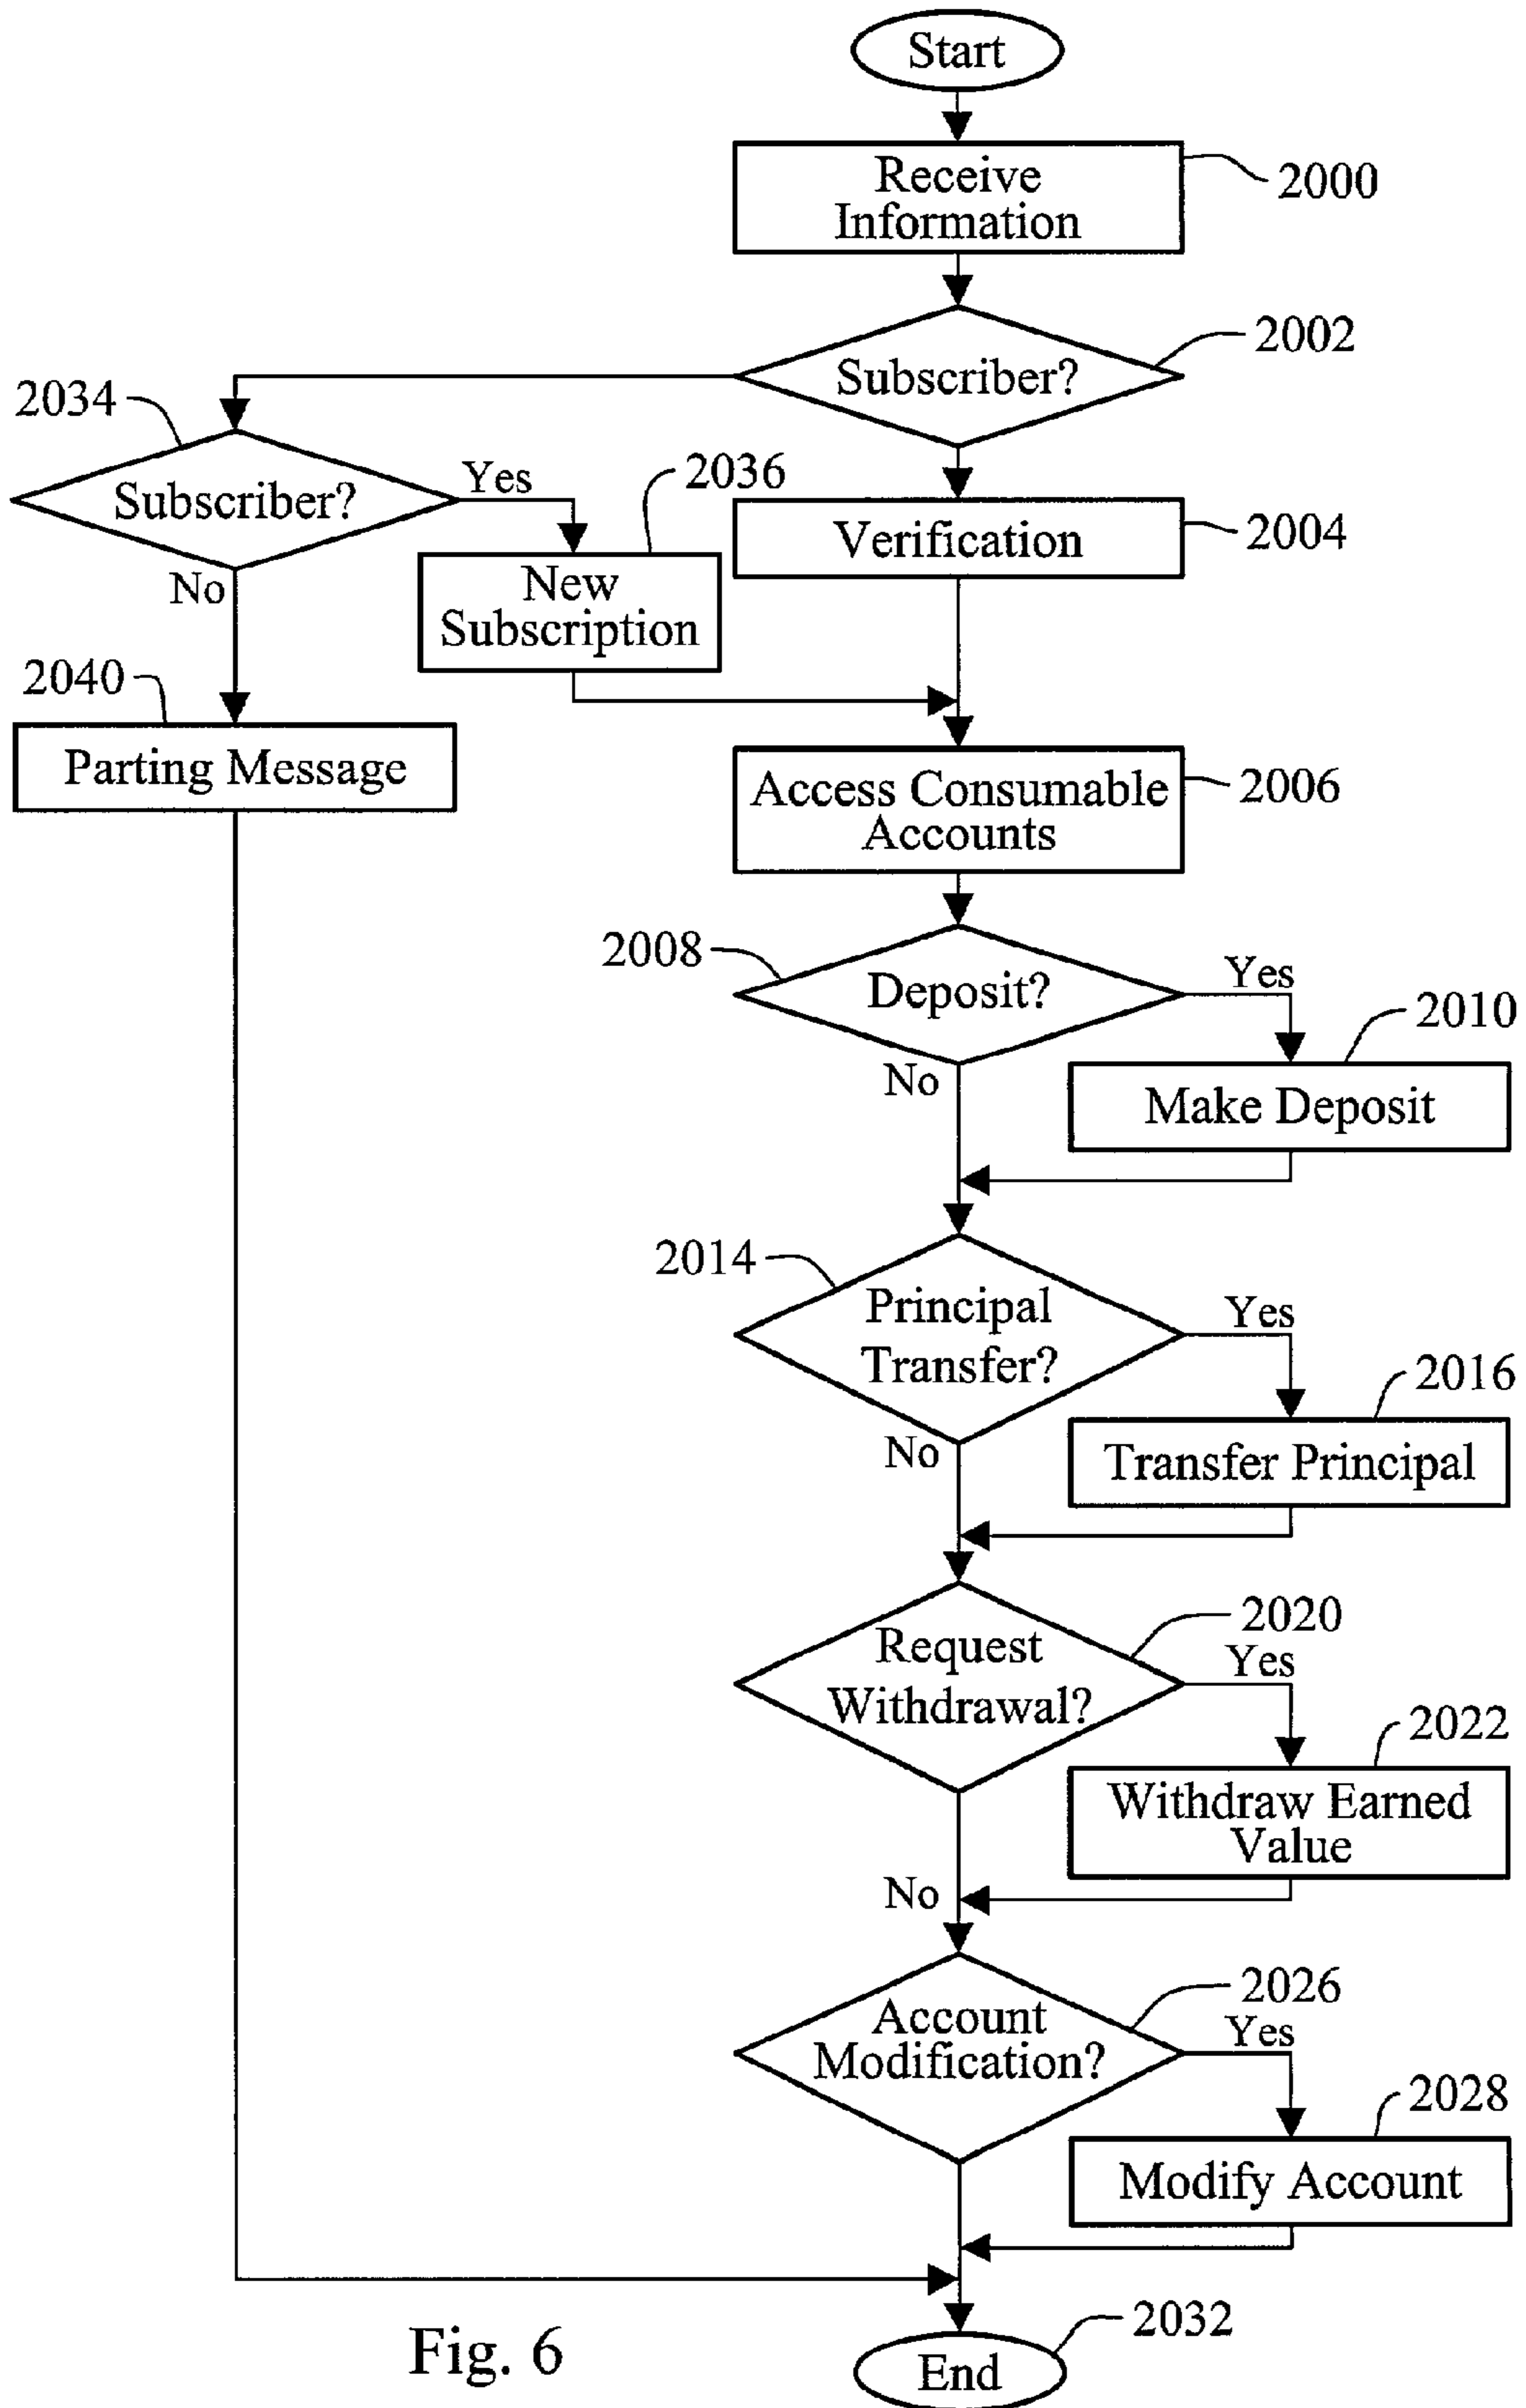 Start
Receive
Information
2000
2002
Subscriber?
2034
Subscriber?
Yes
2036
No
New
Subscription
Verification
2004
2040
Parting Message
Access Consumable
Accounts
2006
2008
Deposit?
Yes
2010
No
Make Deposit
2014
Principal
Transfer?
Yes
2016
No
Transfer Principal
2020
Request
Withdrawal?
Yes
2022
Withdraw Earned
Value
No
2026
Account
Modification?
Yes
2028
Modify Account
2032
End
Fig. 6